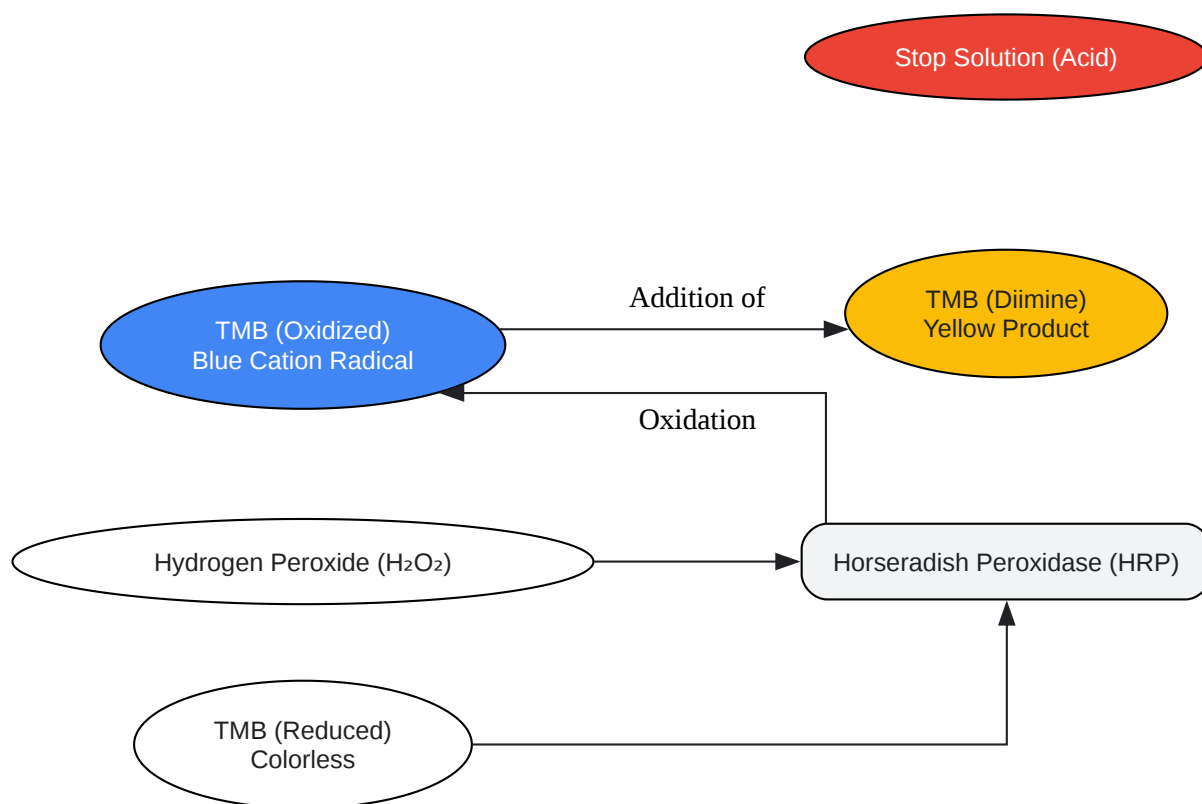 Stop Solution (Acid)
TMB (Oxidized)
Blue Cation Radical
Addition of
TMB (Diimine)
Yellow Product
Oxidation
Hydrogen Peroxide (H₂O₂)
Horseradish Peroxidase (HRP)
TMB (Reduced)
Colorless